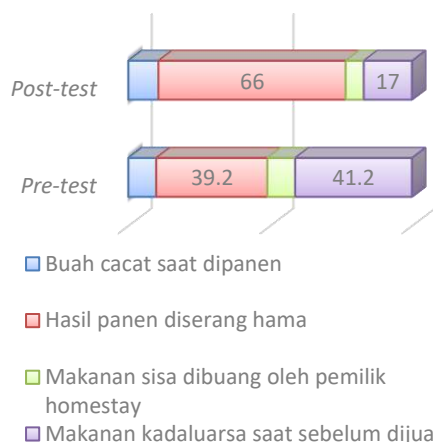 Post-test
66
17
Pre-test
39.2
41.2
Buah cacat saat dipanen
Hasil panen diserang hama
Makanan sisa dibuang oleh pemilik
homestay
Makanan kadaluarsa saat sebelum dijua